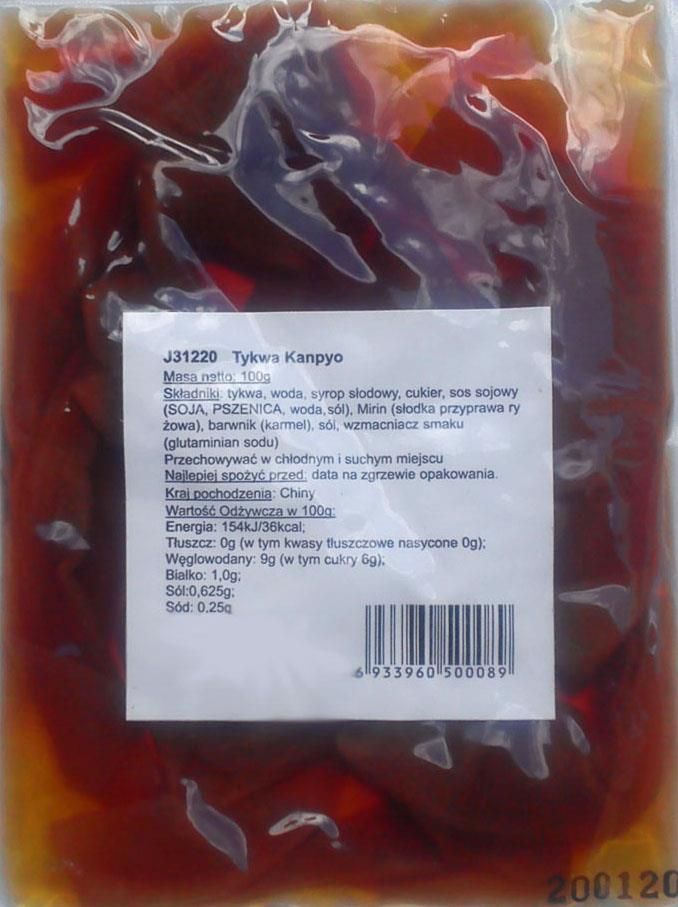 J31220 Tykwa Kanpyo
Masa netto: 100g
Składniki: tykwa, woda, syrop słodowy, cukier, sos sojowy
(SOJA, PSZENICA, woda,sól), Mirin (słodka przyprawa ry
żowa), barwnik (karmel), sól, wzmacniacz smaku
(glutaminian sodu)
Przechowywać w chłodnym i suchym miejscu
Najlepiej spożyć przed: data na zgrzewie opakowania.
Kraj pochodzenia: Chiny
Wartość Odżywcza w 100g:
Energia: 154kJ/36kcal;
Tłuszcz: 0g (w tym kwasy tłuszczowe nasycone 0g);
Węglowodany: 9g (w tym cukry 6g);
Białko: 1,0g;
Sól:0,625g;
Sód: 0,25g
6 933960 500089
200120